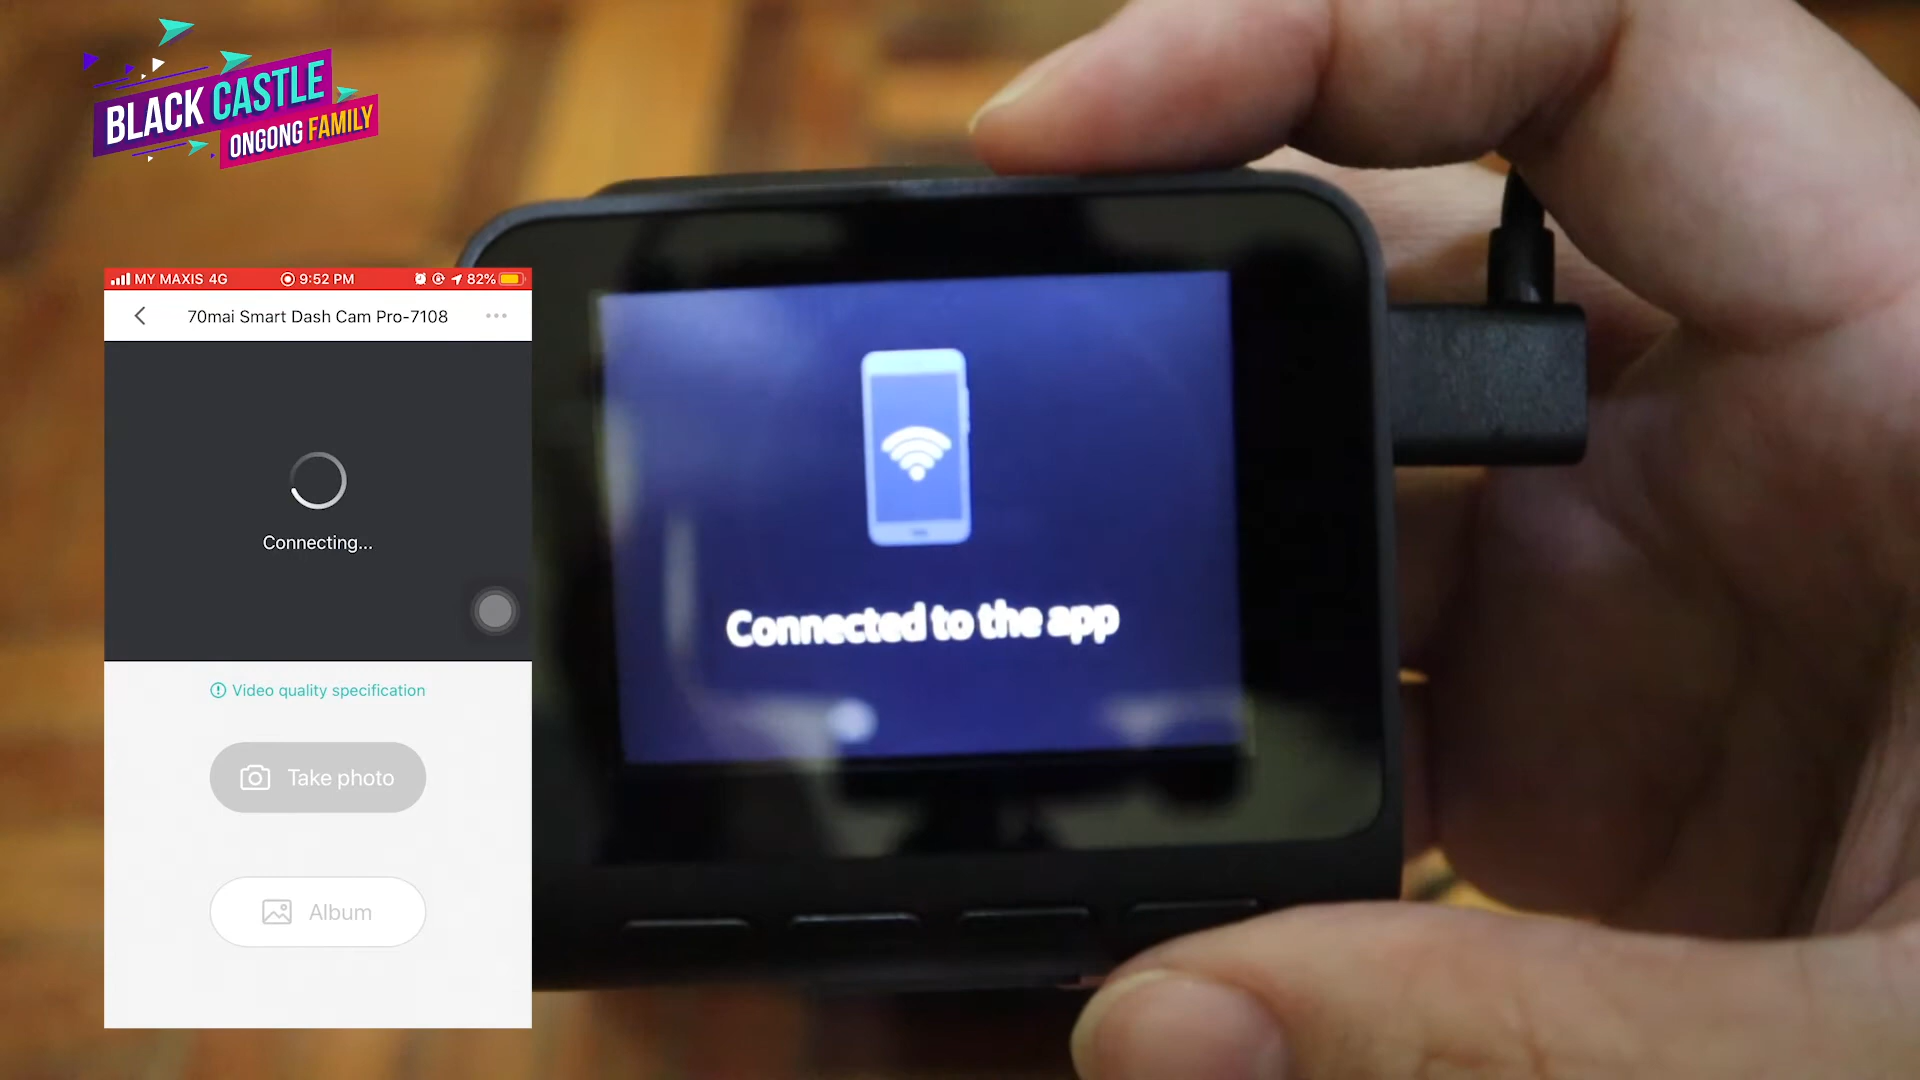 BLACK CASTLE
ONGONG FAMILY
MY MAXIS 4G 9:52 PM 82%
70mai Smart Dash Cam Pro-7108
Connecting...
Video quality specification
Take photo
Album
Connected to the app